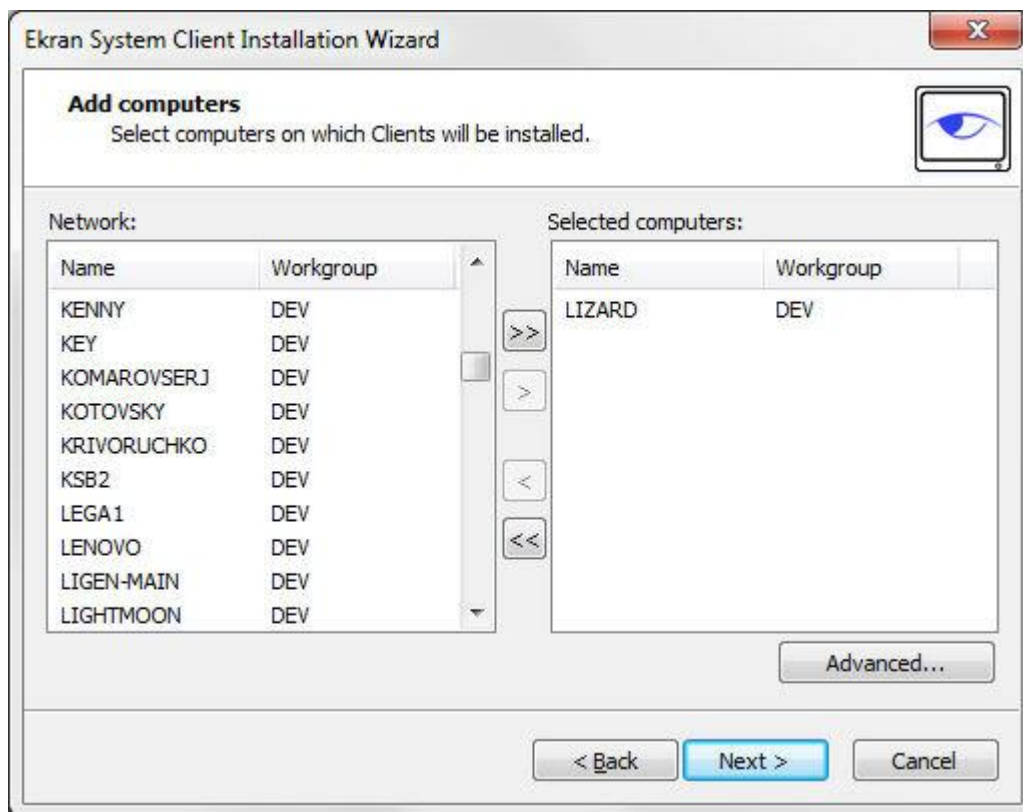 Ekran System Client Installation Wizard
Add computers
Select computers on which Clients will be installed.
Network:
Selected computers:
Name Workgroup
Name Workgroup
KENNY DEV
LIZARD DEV
KEY DEV
KOMAROVSERJ DEV
KOTOVSKY DEV
KRIVORUCHKO DEV
KSB2 DEV
LEGA1 DEV
LENOVO DEV
LIGEN-MAIN DEV
LIGHTMOON DEV
>>
>
<
<<
Advanced...
< Back
Next >
Cancel